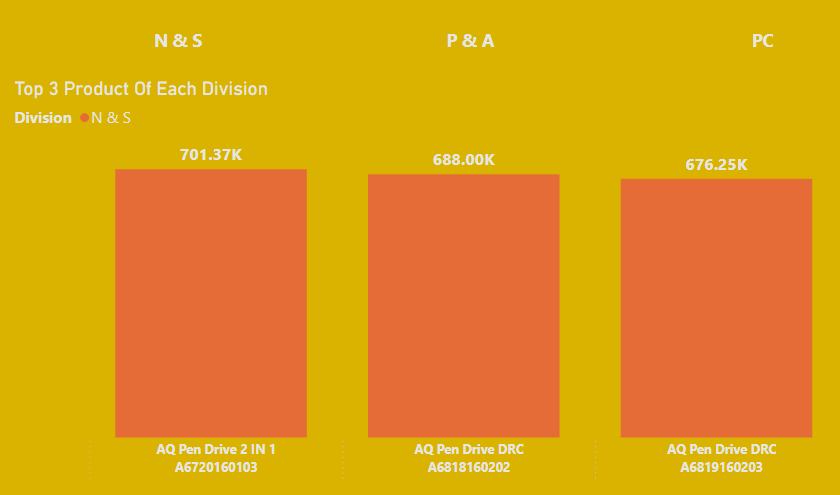 N & S P & A PC
Top 3 Product Of Each Division
Division N & S
701.37K 688.00K 676.25K
AQ Pen Drive 2 IN 1 AQ Pen Drive DRC AQ Pen Drive DRC
A6720160103 A6818160202 A6819160203